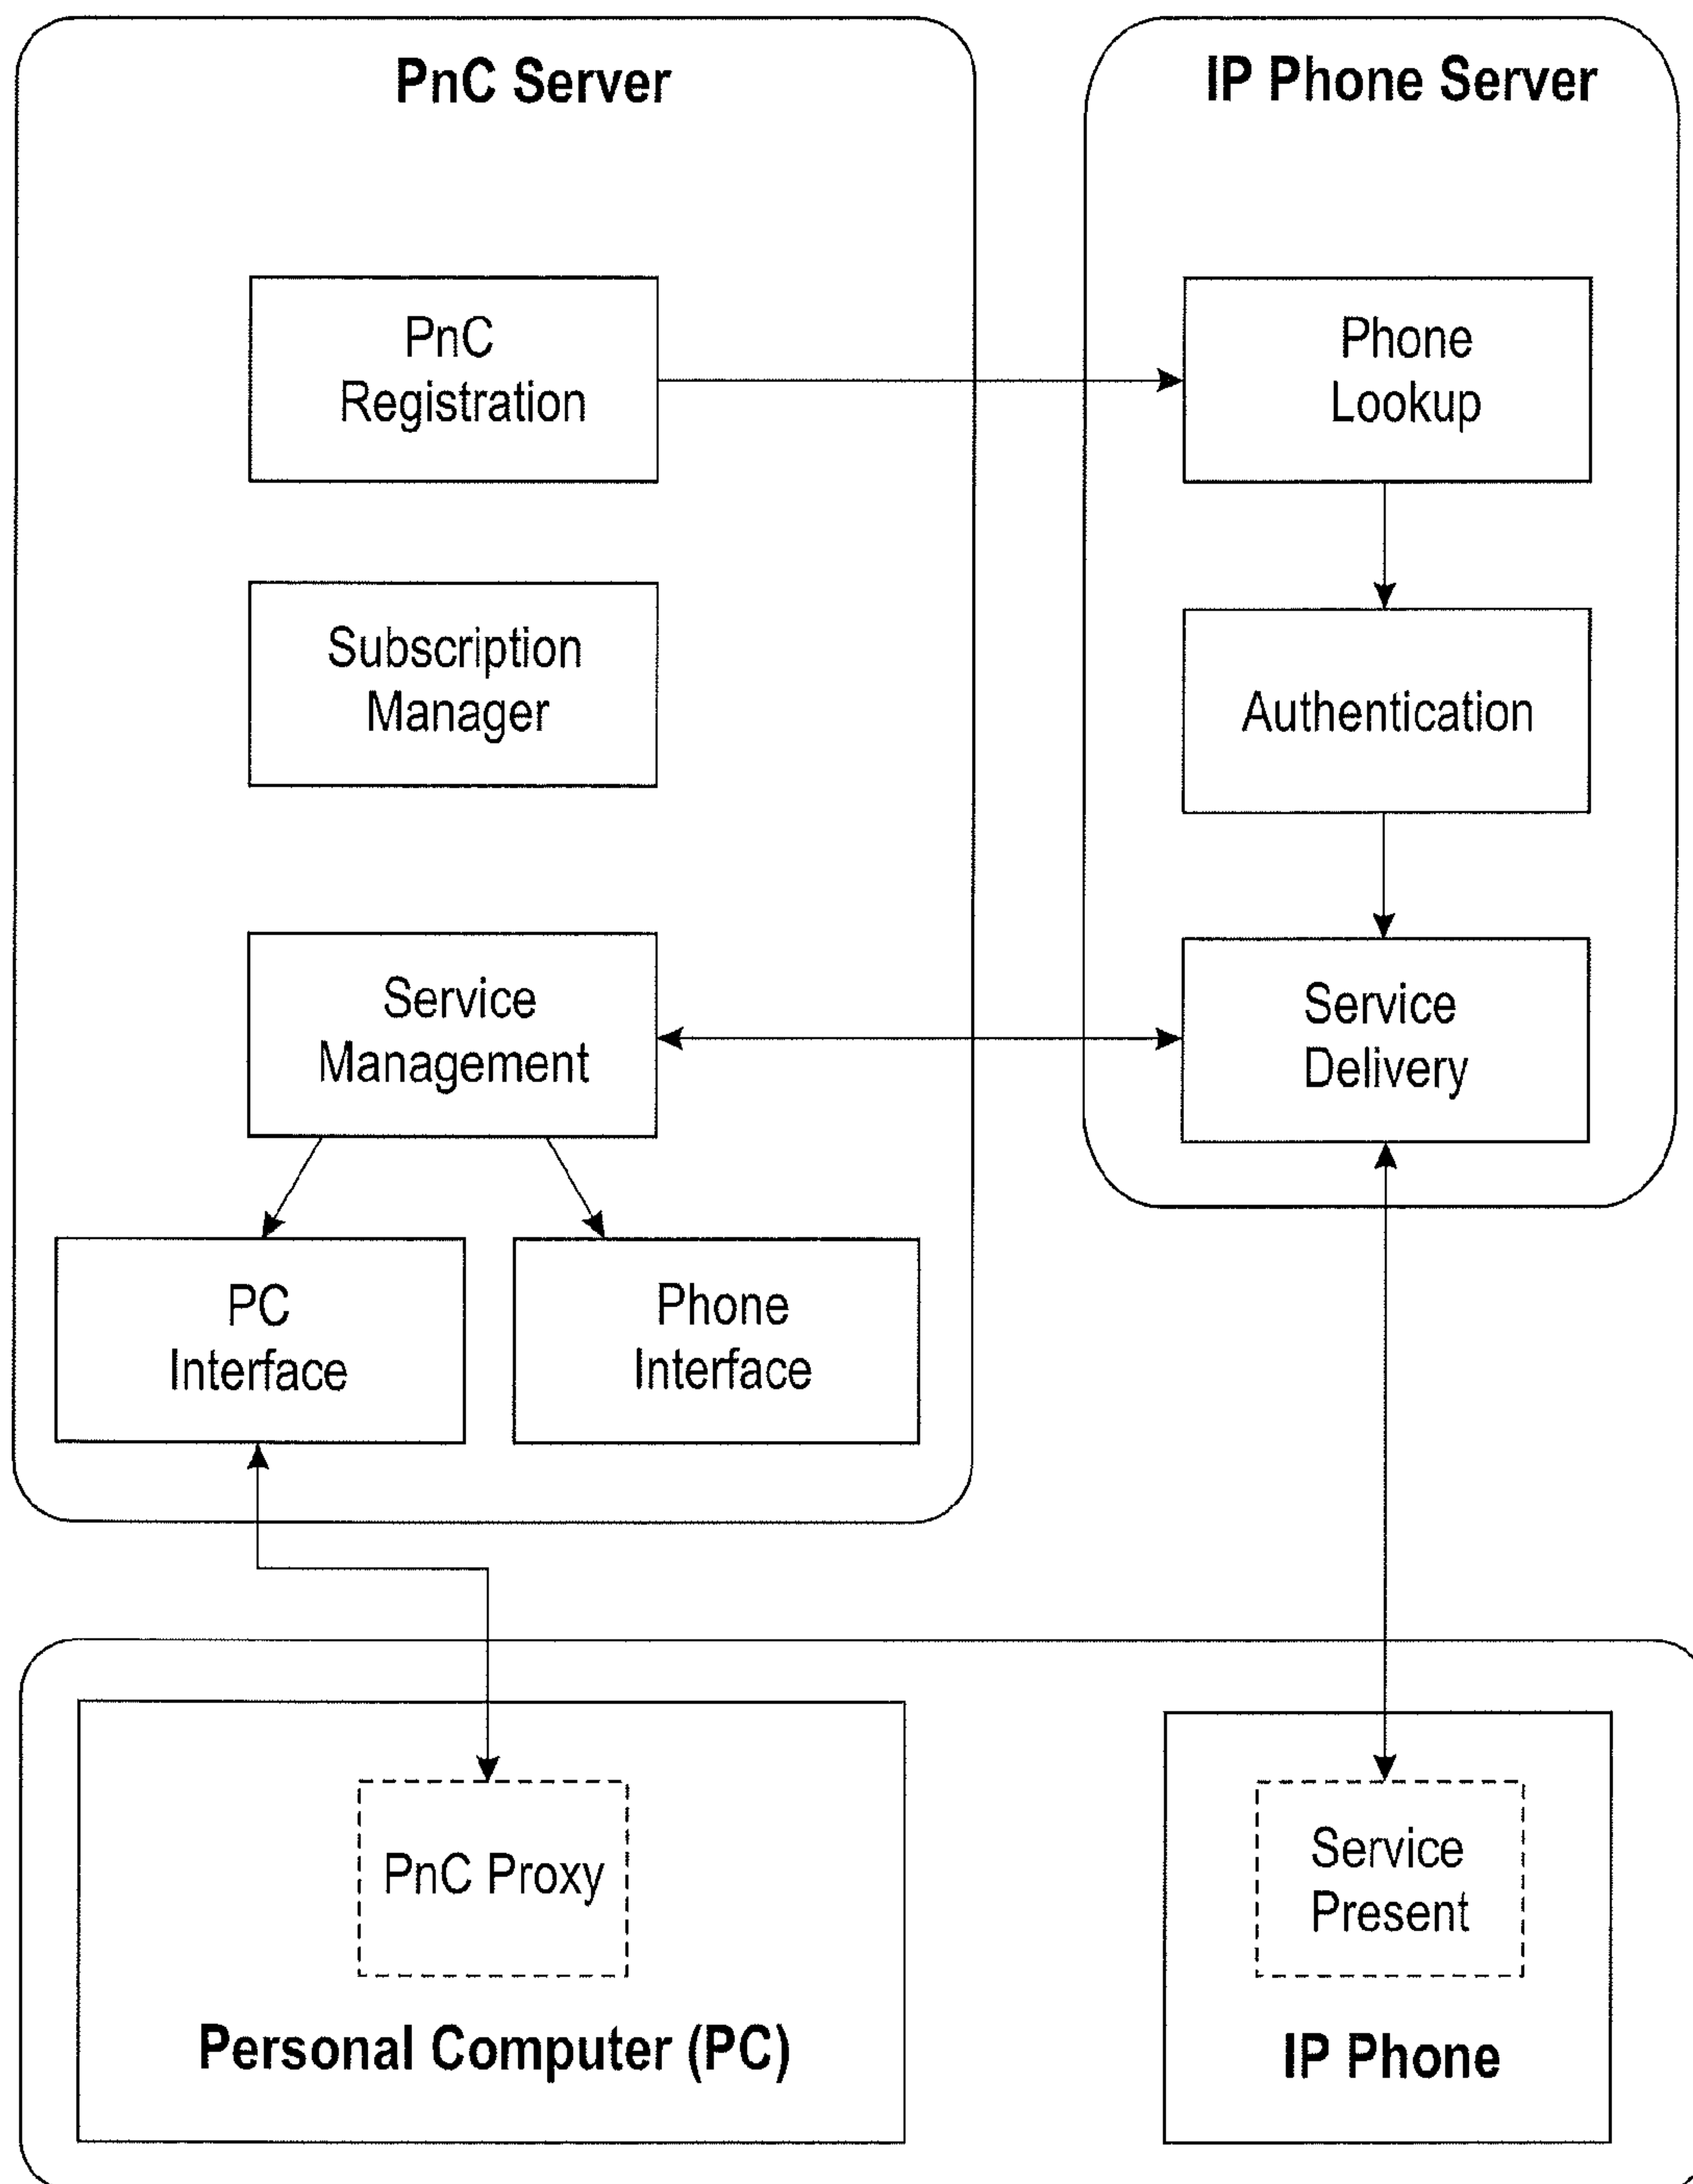 PnC Server
IP Phone Server
PnC
Registration
Phone
Lookup
Subscription
Manager
Authentication
Service
Management
Service
Delivery
PC
Interface
Phone
Interface
PnC Proxy
Service
Present
Personal Computer (PC)
IP Phone